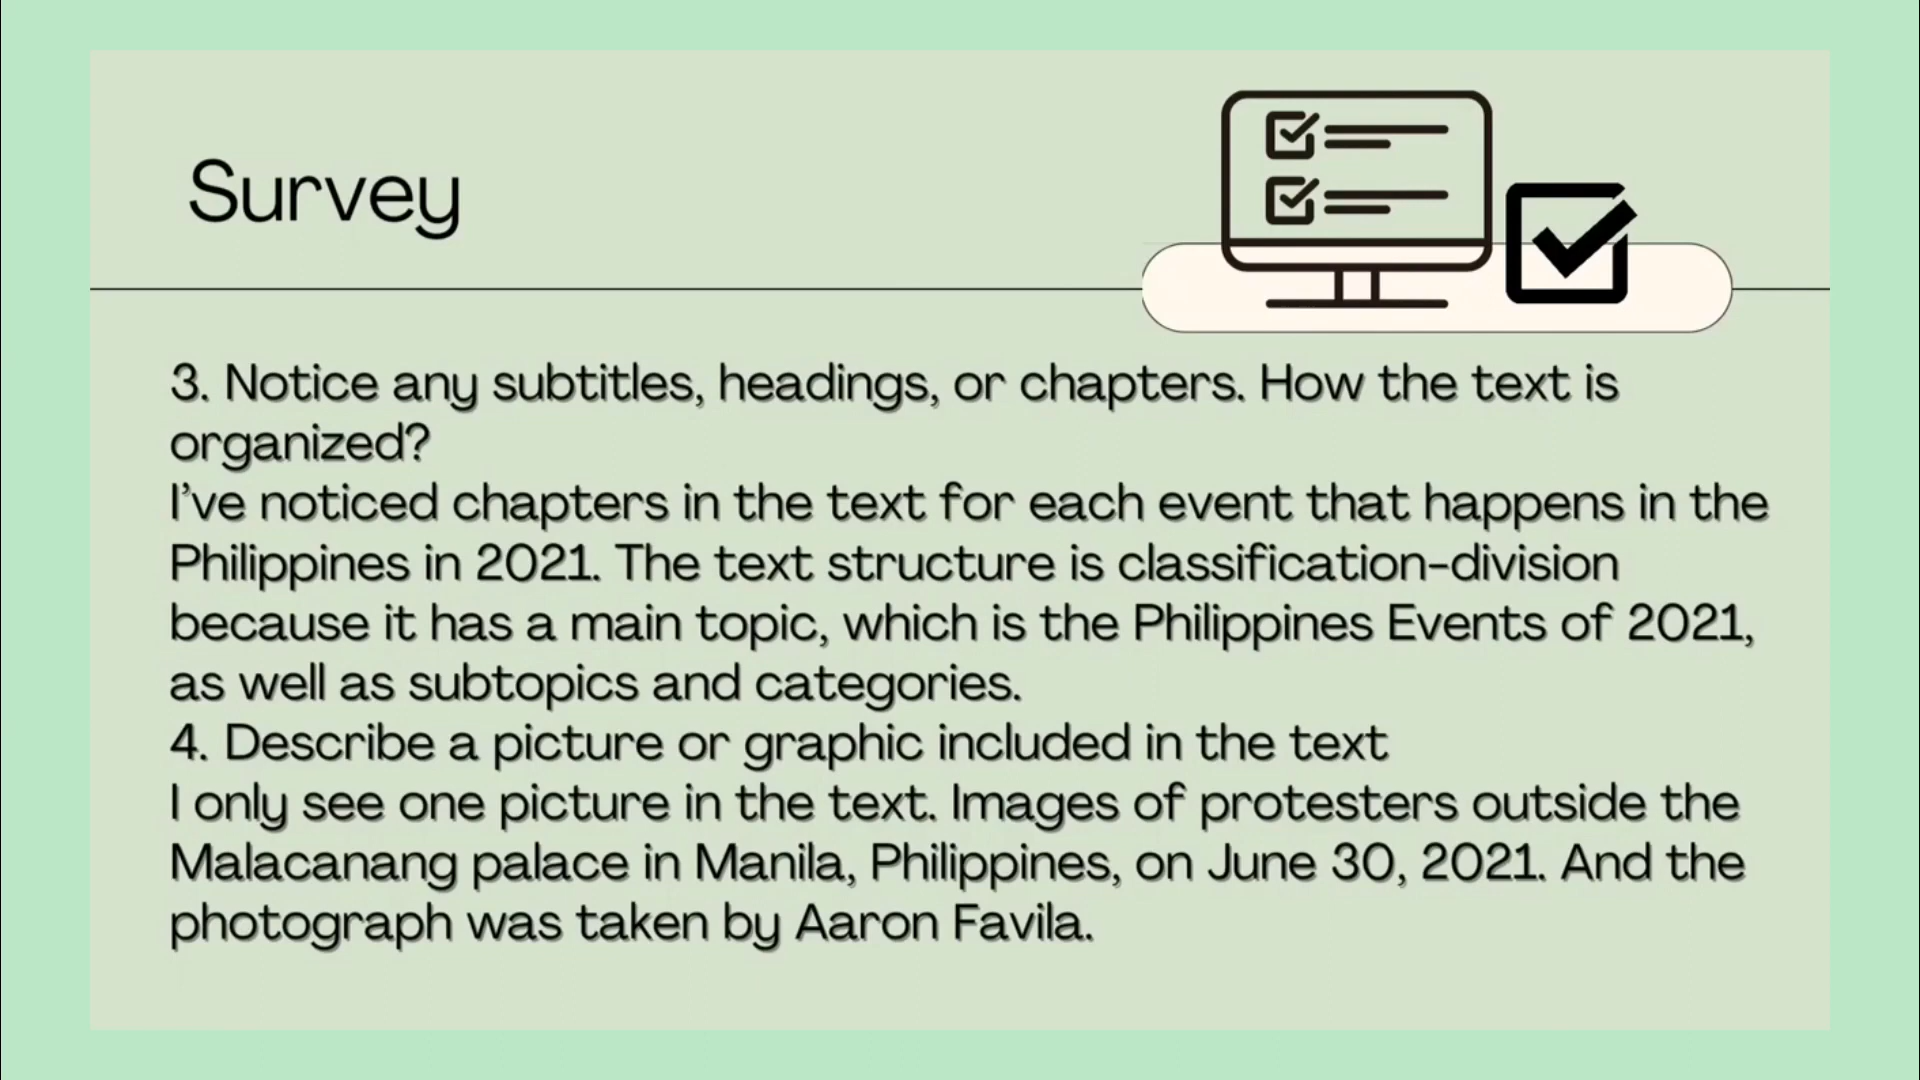 Survey
3. Notice any subtitles, headings, or chapters. How the text is
organized?
I’ve noticed chapters in the text for each event that happens in the
Philippines in 2021. The text structure is classification-division
because it has a main topic, which is the Philippines Events of 2021,
as well as subtopics and categories.
4. Describe a picture or graphic included in the text
I only see one picture in the text. Images of protesters outside the
Malacanang palace in Manila, Philippines, on June 30, 2021. And the
photograph was taken by Aaron Favila.